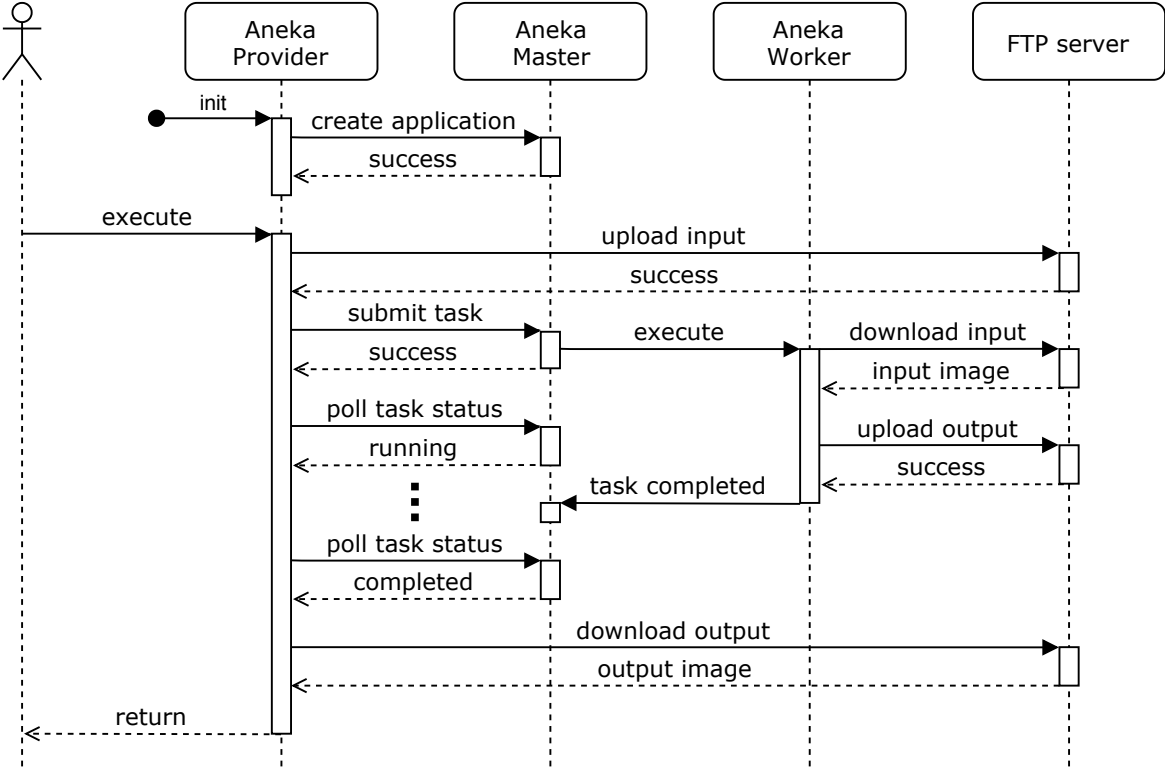 Aneka
Provider
Aneka
Master
Aneka
Worker
FTP server
init
create application
success
execute
upload input
success
submit task
execute
download input
success
input image
poll task status
upload output
running
success
task completed
poll task status
completed
download output
output image
return